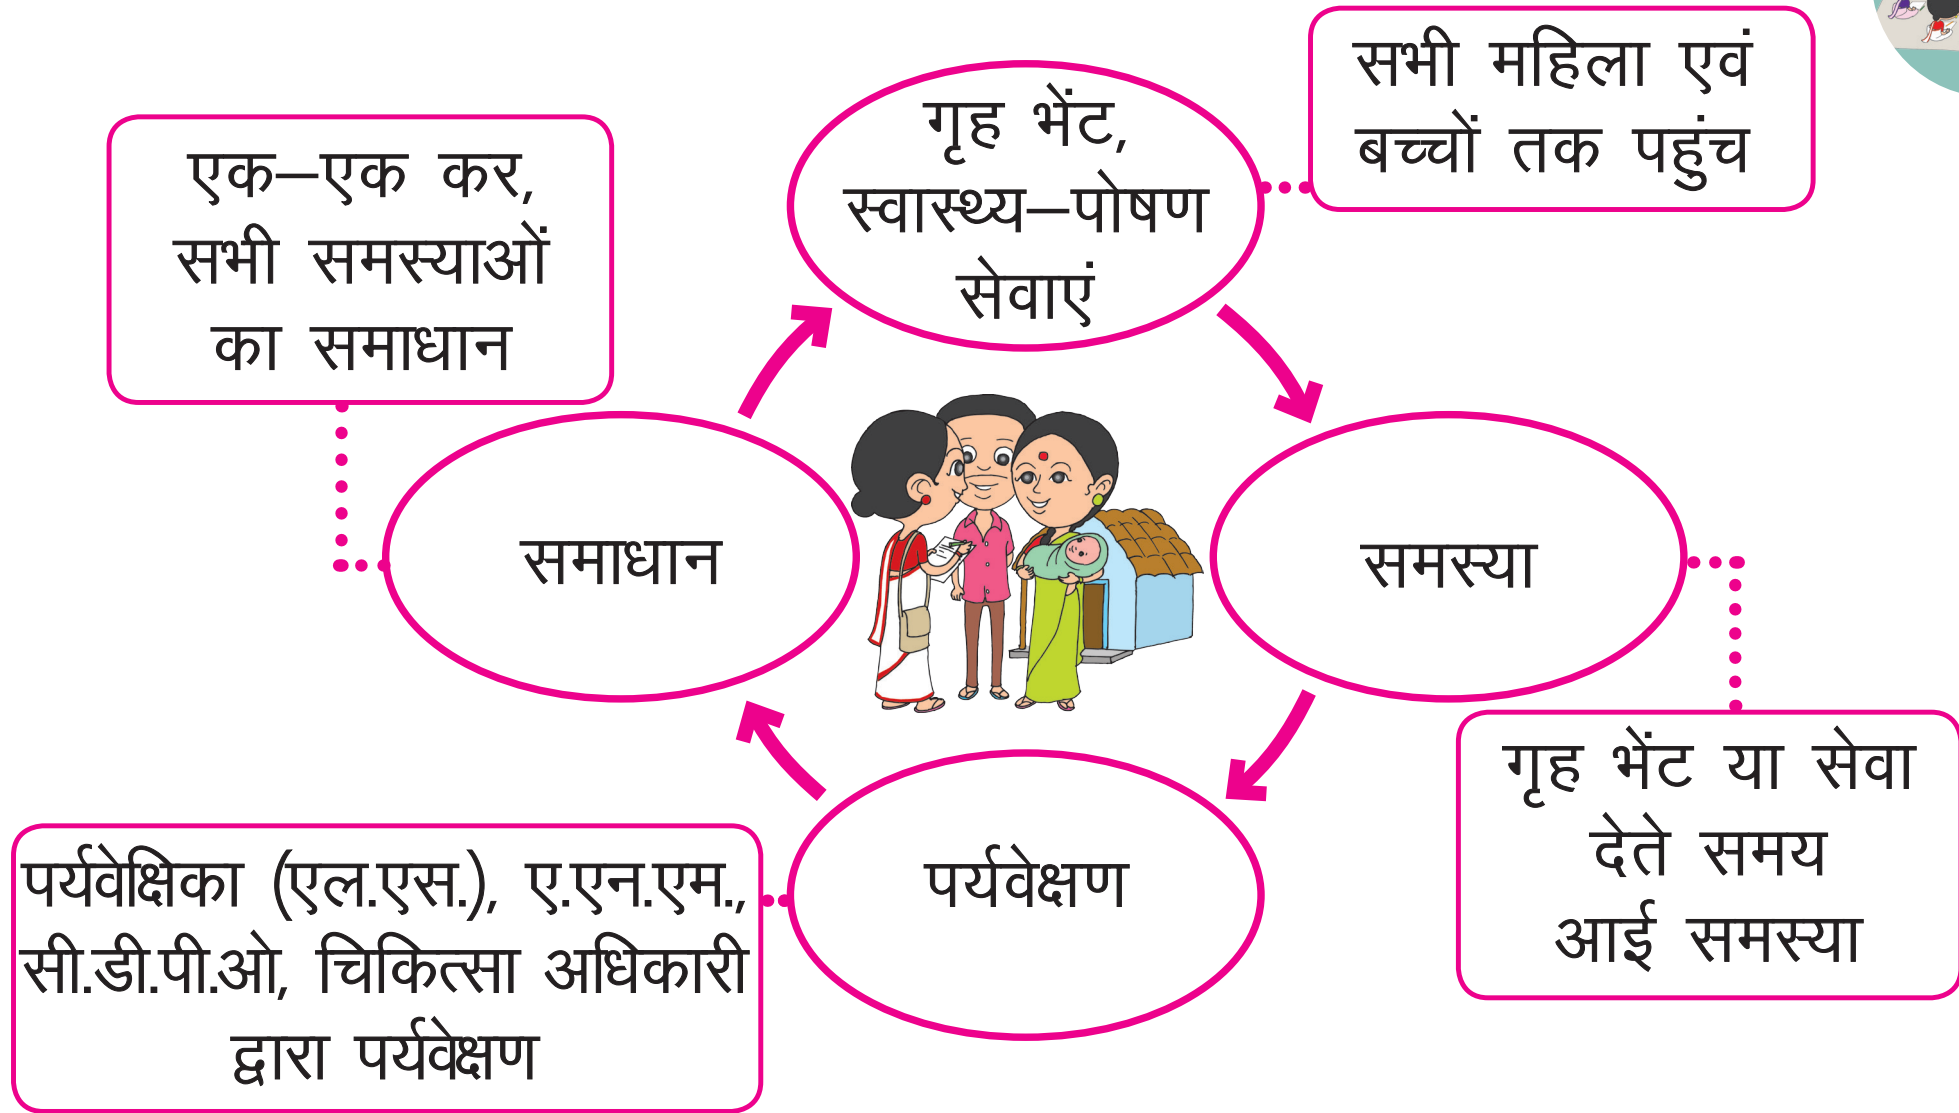 सभी महिला एवं
बच्चों तक पहुंच
गृह भेंट,
स्वास्थ्य–पोषण
सेवाएं
एक–एक कर,
सभी समस्याओं
का समाधान
समाधान
समस्या
गृह भेंट या सेवा
देते समय
आई समस्या
पर्यवेक्षण
पर्यवेक्षिका (एल.एस.), ए.एन.एम.,
सी.डी.पी.ओ, चिकित्सा अधिकारी
द्वारा पर्यवेक्षण